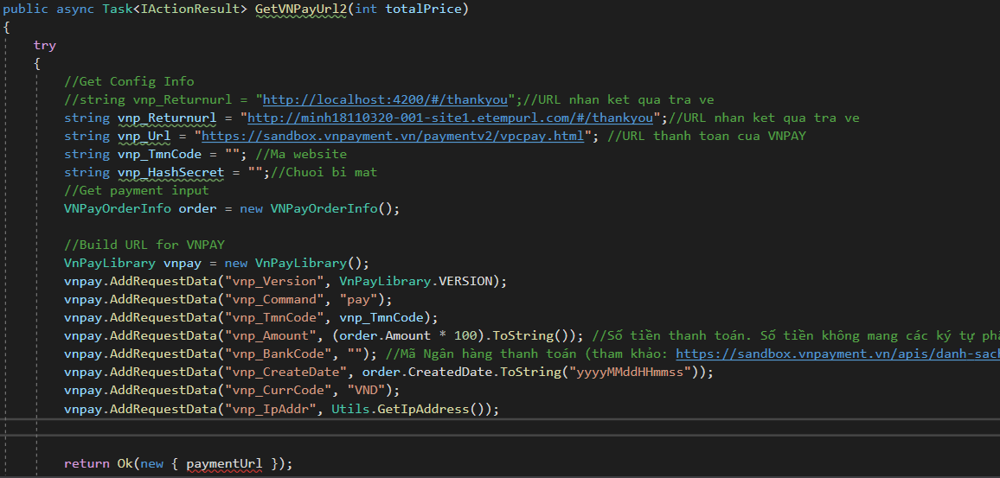 public async Task<IActionResult> GetVNPayUrl2(int totalPrice)
{
try
{
//Get Config Info
//string vnp_Returnurl = "http://localhost:4200/#/thankyou";//URL nhan ket qua tra ve
string vnp_Returnurl = "http://minh18110320-001-site1.etempurl.com/#/thankyou";//URL nhan ket qua tra ve
string vnp_Url = "https://sandbox.vnpayment.vn/paymentv2/vpcpay.html"; //URL thanh toan cua VNPAY
string vnp_TmnCode = ""; //Ma website
string vnp_HashSecret = "";//Chuoi bi mat
//Get payment input
VNPayOrderInfo order = new VNPayOrderInfo();
//Build URL for VNPAY
VnPayLibrary vnpay = new VnPayLibrary();
vnpay.AddRequestData("vnp_Version", VnPayLibrary.VERSION);
vnpay.AddRequestData("vnp_Command", "pay");
vnpay.AddRequestData("vnp_TmnCode", vnp_TmnCode);
vnpay.AddRequestData("vnp_Amount", (order.Amount * 100).ToString()); //Số tiền thanh toán. Số tiền không mang các ký tự
vnpay.AddRequestData("vnp_BankCode", ""); //Mã Ngân hàng thanh toán (tham khảo: https://sandbox.vnpayment.vn/apis/danh-sach
vnpay.AddRequestData("vnp_CreateDate", order.CreatedDate.ToString("yyyyMMddHHmmss"));
vnpay.AddRequestData("vnp_CurrCode", "VND");
vnpay.AddRequestData("vnp_IpAddr", Utils.GetIpAddress());
return Ok(new { paymentUrl });